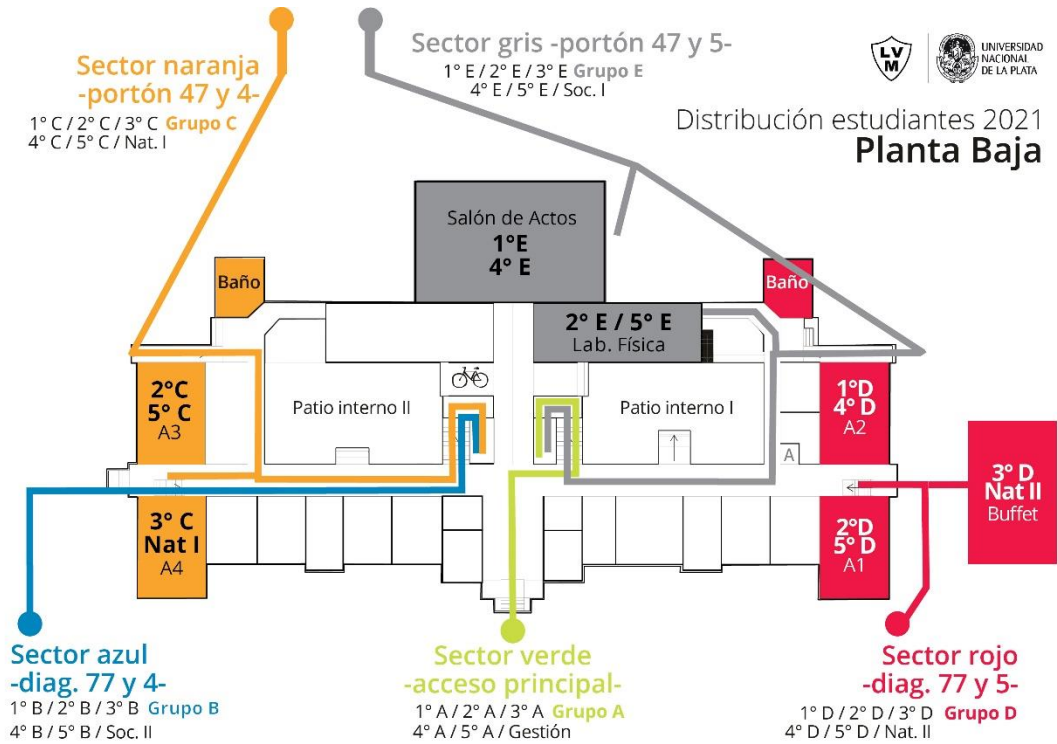 Sector naranja
-portón 47 y 4-
1° C / 2° C / 3° C Grupo C
4° C / 5° C / Nat. I
Sector gris -portón 47 y 5-
1° E / 2° E / 3° E Grupo E
4° E / 5° E / Soc. I
L V
M
UNIVERSIDAD
NACIONAL
DE LA PLATA
Distribución estudiantes 2021
Planta Baja
Salón de Actos
1°E
4° E
Baño
Baño
2° E / 5° E
Lab. Física
2°C
5° C
A3
Patio interno II
Patio interno I
1°D
4° D
A2
A
3° C
Nat I
A4
2°D
5° D
A1
3° D
Nat II
Buffet
Sector azul
-diag. 77 y 4-
1° B / 2° B / 3° B Grupo B
4° B / 5° B / Soc. II
Sector verde
-acceso principal-
1° A / 2° A / 3° A Grupo A
4° A / 5° A / Gestión
Sector rojo
-diag. 77 y 5-
1° D / 2° D / 3° D Grupo D
4° D / 5° D / Nat. II